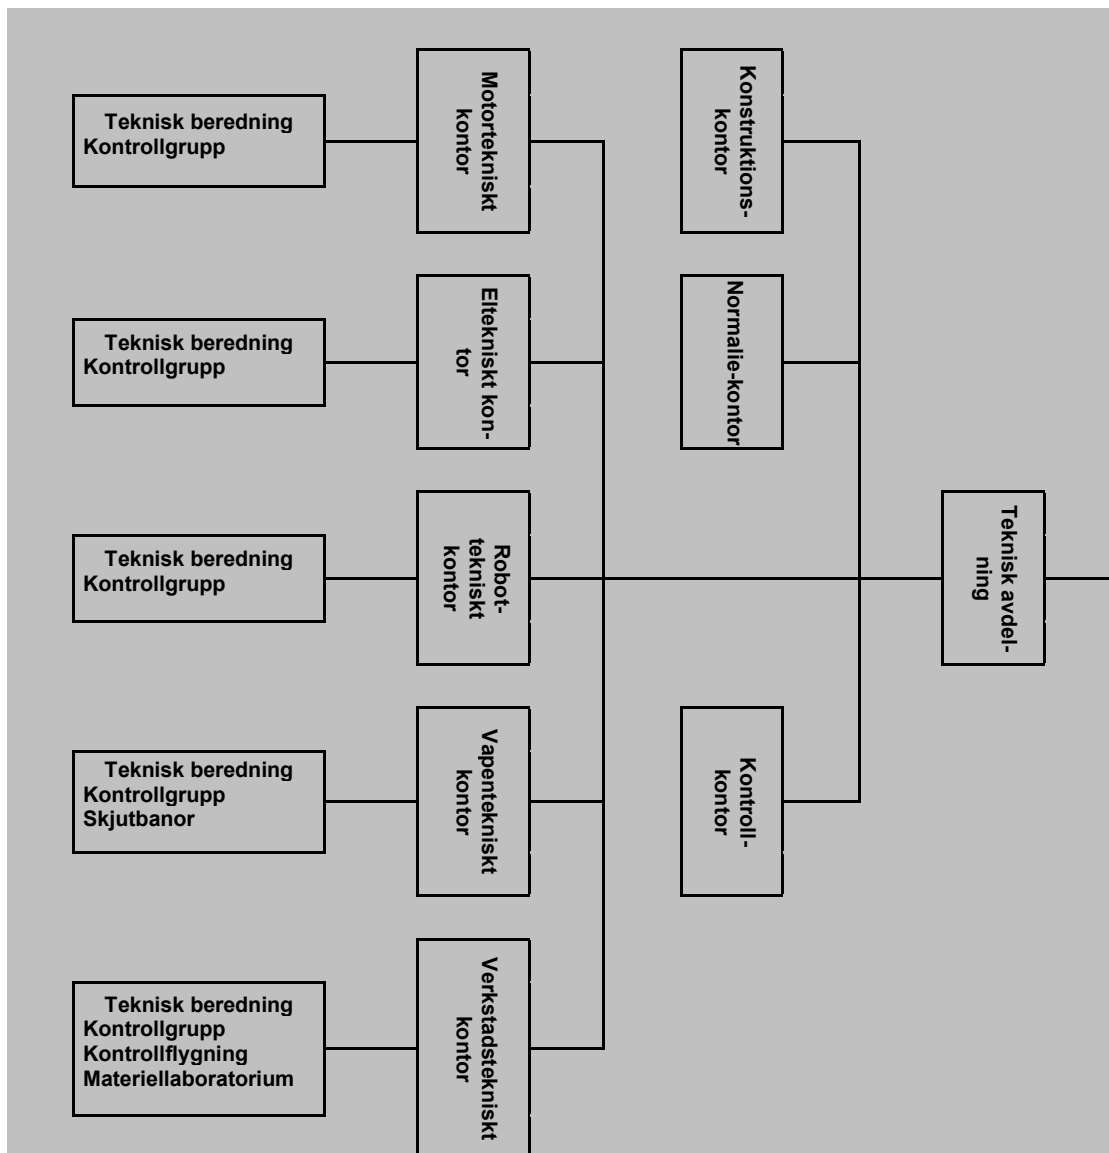 Teknisk beredning
Kontrollgrupp
Motortekniskt
kontor
Konstruktions-
kontor
Teknisk beredning
Kontrollgrupp
Eltekniskt kon-
tor
Normalie-kontor
Teknisk beredning
Kontrollgrupp
Robot-
tekniskt
kontor
Teknisk avdel-
ning
Teknisk beredning
Kontrollgrupp
Skjutbanor
Vapentekniskt
kontor
Kontroll-
kontor
Teknisk beredning
Kontrollgrupp
Kontrollflygning
Materiellaboratorium
Verkstadstekniskt
kontor